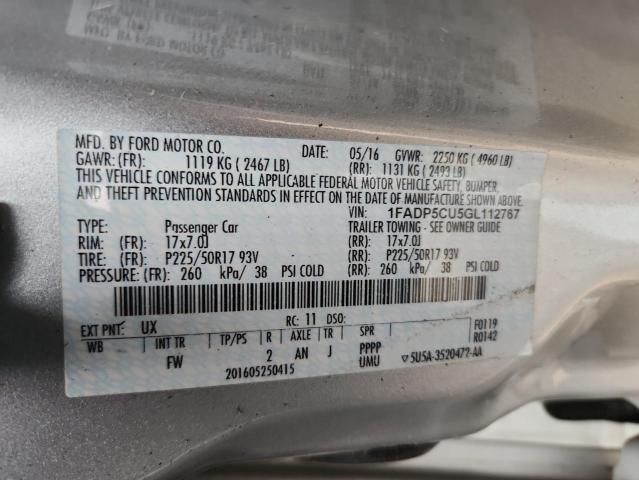 MFD. BY FORD MOTOR CO. DATE: 05/16 GVWR: 2250 KG ( 4960 LB)
GAWR: (FR): 1119 KG ( 2467 LB) (RR): 1131 KG ( 2493 LB)
THIS VEHICLE CONFORMS TO ALL APPLICABLE FEDERAL MOTOR VEHICLE SAFETY, BUMPER,
AND THEFT PREVENTION STANDARDS IN EFFECT ON THE DATE OF MANUFACTURE SHOWN ABOVE.
VIN: 1FADP5CU5GL112767
TYPE: Passenger Car TRAILER TOWING - SEE OWNER GUIDE
RIM: (FR): 17x7.0J (RR): 17x7.0J
TIRE: (FR): P225/50R17 93V (RR): P225/50R17 93V
PRESSURE: (FR): 260 kPa/ 38 PSI COLD (RR): 260 kPa/ 38 PSI COLD
EXT PNT: UX RC: 11 DSO: F0119
WB INT TR TP/PS R AXLE TR SPR R0142
FW 2 AN J PPPP
UMU ▽5U5A-3520472-AA
201605250415